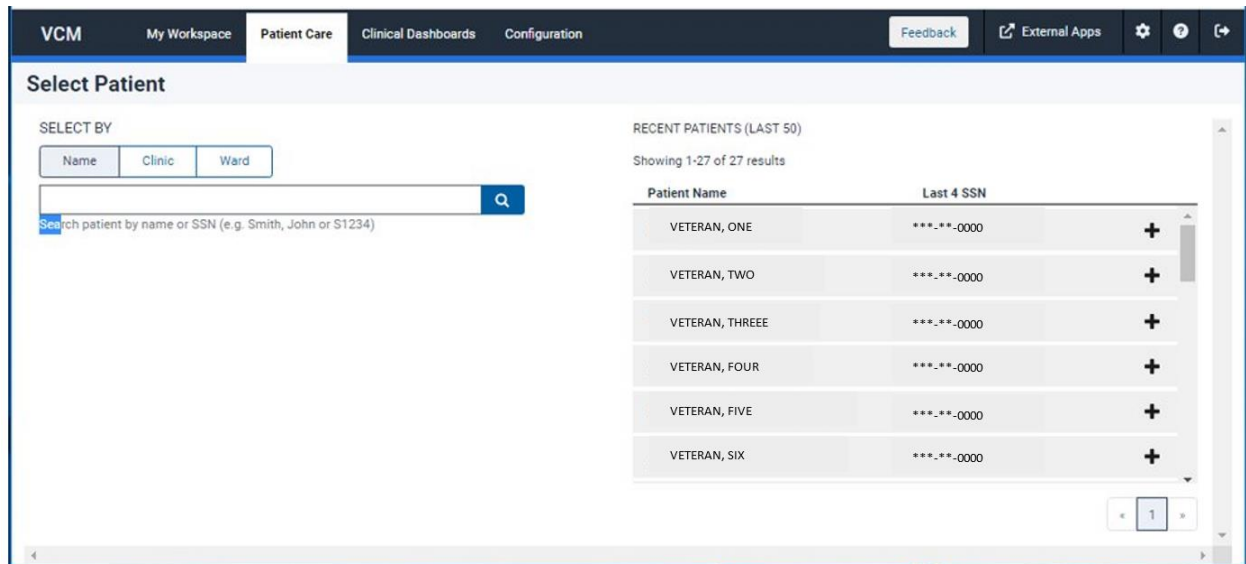 VCM My Workspace Patient Care Clinical Dashboards Configuration Feedback External Apps
Select Patient
SELECT BY
Name Clinic Ward
Search patient by name or SSN (e.g. Smith, John or S1234)
RECENT PATIENTS (LAST 50)
Showing 1-27 of 27 results
Patient Name Last 4 SSN
VETERAN, ONE ***-**-0000
VETERAN, TWO ***-**-0000
VETERAN, THREEE ***-**-0000
VETERAN, FOUR ***-**-0000
VETERAN, FIVE ***-**-0000
VETERAN, SIX ***-**-0000
« 1 »